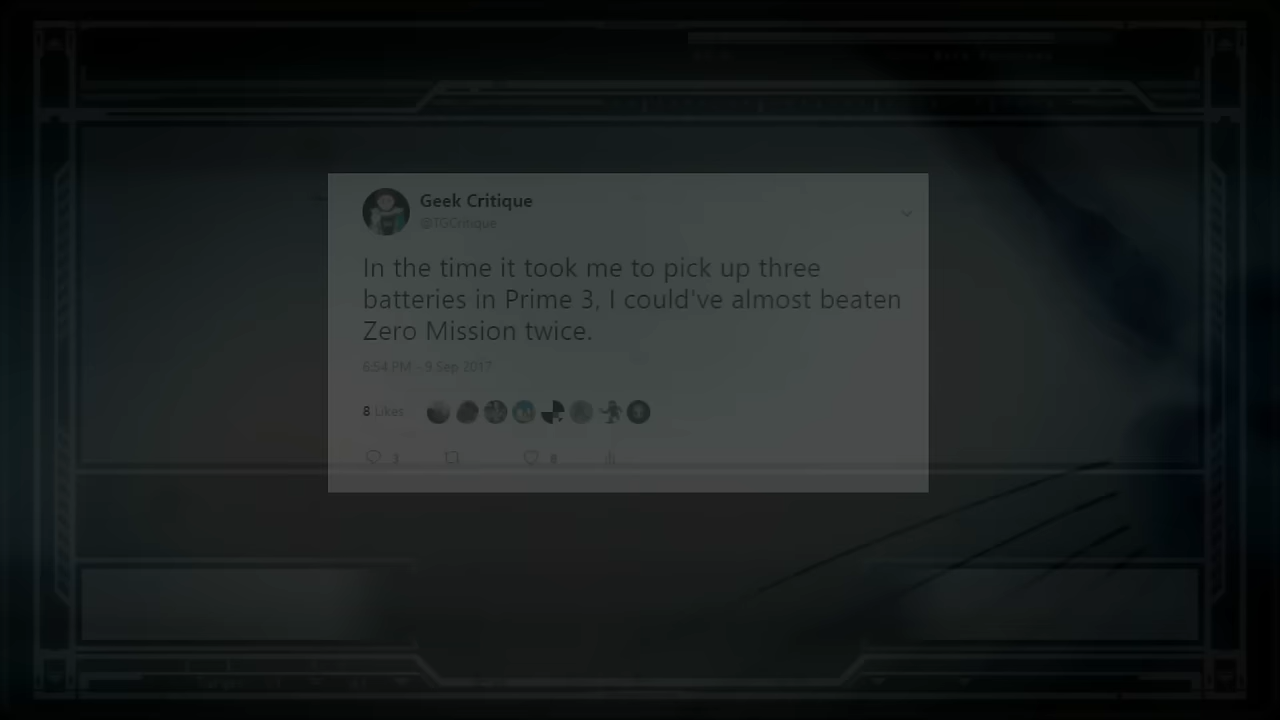 Geek Critique
@TGCritique
In the time it took me to pick up three
batteries in Prime 3, I could've almost beaten
Zero Mission twice.
6:54 PM - 9 Sep 2017
8 Likes
3
8